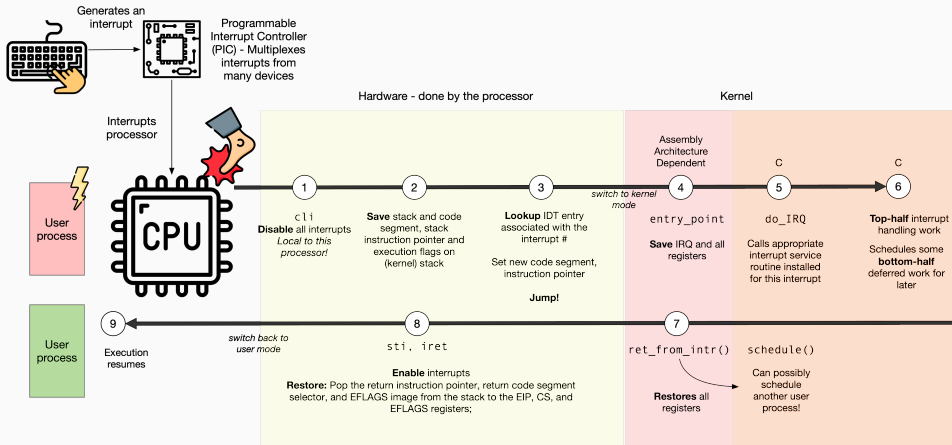 Generates an
interrupt
Programmable
Interrupt Controller
(PIC) - Multiplexes
interrupts from
many devices
Interrupts
processor
Hardware - done by the processor
Kernel
User
process
CPU
1
cli
Disable all interrupts
Local to this
processor!
2
Save stack and code
segment, stack
instruction pointer and
execution flags on
(kernel) stack
3
Lookup IDT entry
associated with the
interrupt #
Set new code segment,
instruction pointer
Jump!
switch to kernel
mode
Assembly
Architecture
Dependent
4
entry_point
Save IRQ and all
registers
C
5
do_IRQ
Calls appropriate
interrupt service
routine installed
for this interrupt
C
6
Top-half interrupt
handling work
Schedules some
bottom-half
deferred work for
later
User
process
9
Execution
resumes
switch back to
user mode
8
sti, iret
Enable interrupts
Restore: Pop the return instruction pointer, return code segment
selector, and EFLAGS image from the stack to the EIP, CS, and
EFLAGS registers;
7
ret_from_intr()
Restores all
registers
schedule()
Can possibly
schedule
another user
process!